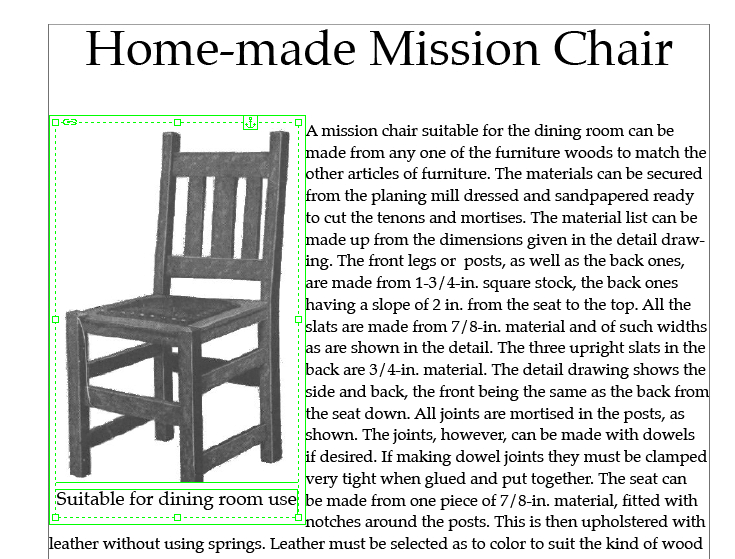 Home-made Mission Chair
A mission chair suitable for the dining room can be
made from any one of the furniture woods to match the
other articles of furniture. The materials can be secured
from the planing mill dressed and sandpapered ready
to cut the tenons and mortises. The material list can be
made up from the dimensions given in the detail draw-
ing. The front legs or  posts, as well as the back ones,
are made from 1-3/4-in. square stock, the back ones
having a slope of 2 in. from the seat to the top. All the
slats are made from 7/8-in. material and of such widths
as are shown in the detail. The three upright slats in the
back are 3/4-in. material. The detail drawing shows the
side and back, the front being the same as the back from
the seat down. All joints are mortised in the posts, as
shown. The joints, however, can be made with dowels
if desired. If making dowel joints they must be clamped
very tight when glued and put together. The seat can
be made from one piece of 7/8-in. material, fitted with
notches around the posts. This is then upholstered with
leather without using springs. Leather must be selected as to color to suit the kind of wood
Suitable for dining room use